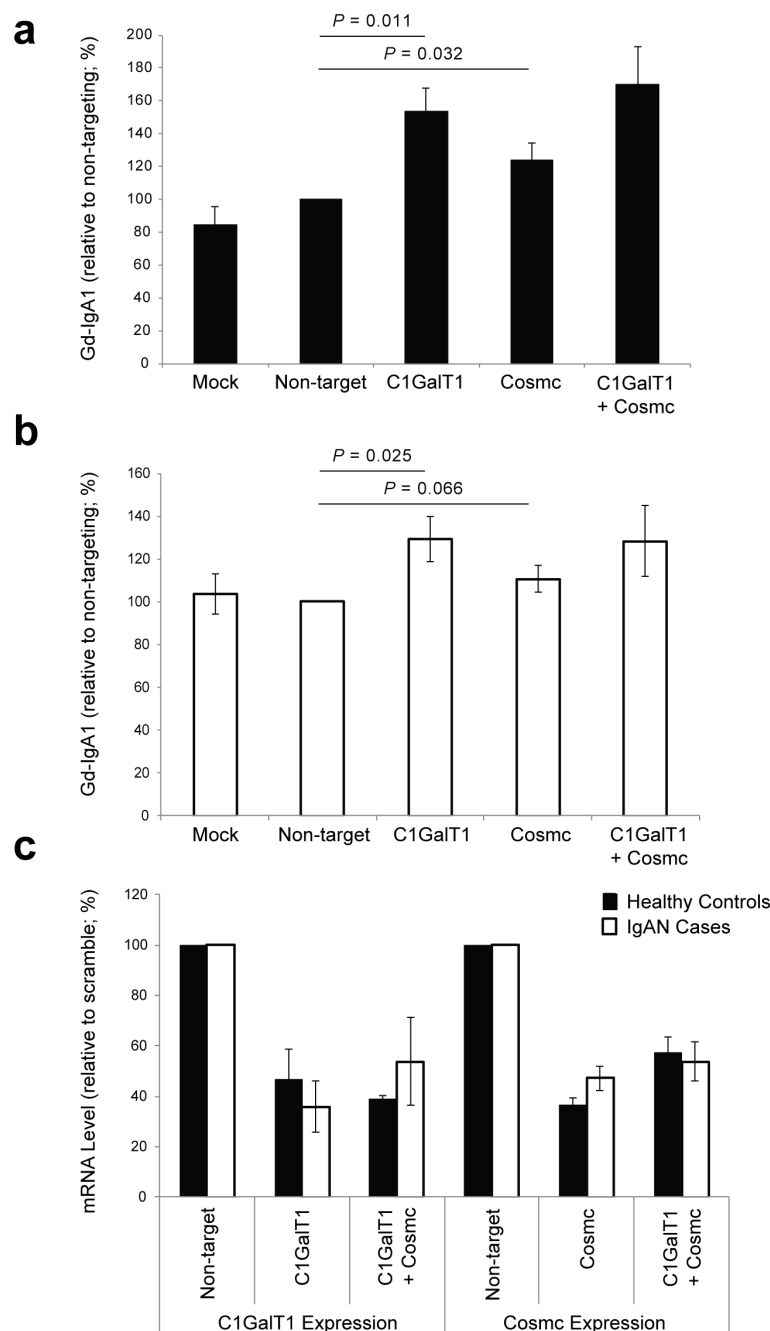 a
P = 0.011
P = 0.032
Gd-IgA1 (relative to non-targeting; %)
200
180
160
140
120
100
80
60
40
20
0
Mock
Non-target
C1GalT1
Cosmc
C1GalT1
+ Cosmc
b
P = 0.025
P = 0.066
Gd-IgA1 (relative to non-targeting; %)
160
140
120
100
80
60
40
20
0
Mock
Non-target
C1GalT1
Cosmc
C1GalT1
+ Cosmc
c
Healthy Controls
IgAN Cases
mRNA Level (relative to scramble; %)
120
100
80
60
40
20
0
Non-target
C1GalT1
C1GalT1
+ Cosmc
Non-target
Cosmc
C1GalT1
+ Cosmc
C1GalT1 Expression
Cosmc Expression